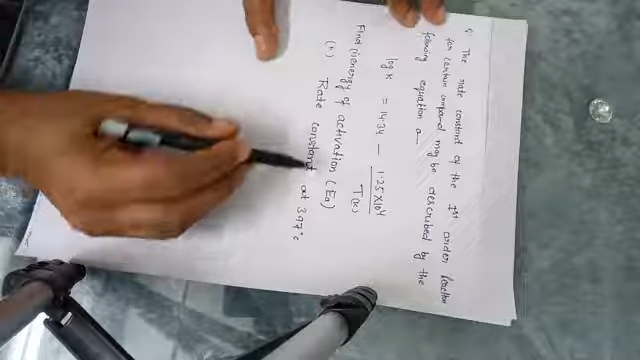 Q: The rate constant of the 1st order reaction
for certain compound may be described by the
following equation a
log k = 14.34 - 1.25 X 10⁴
T(K)
Find (i) energy of activation (Ea)
(ii) Rate constant at 397°c